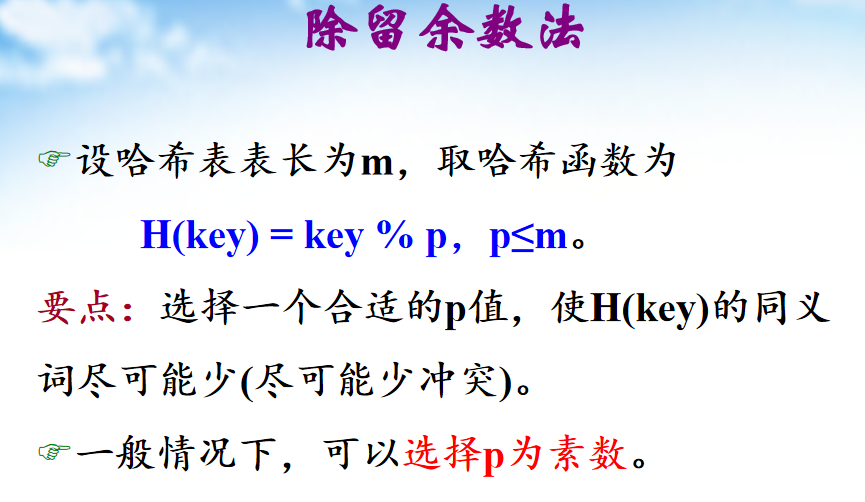 除留余数法
☞设哈希表表长为m，取哈希函数为
H(key) = key % p，p≤m。
要点：选择一个合适的p值，使H(key)的同义
词尽可能少(尽可能少冲突)。
☞一般情况下，可以选择p为素数。